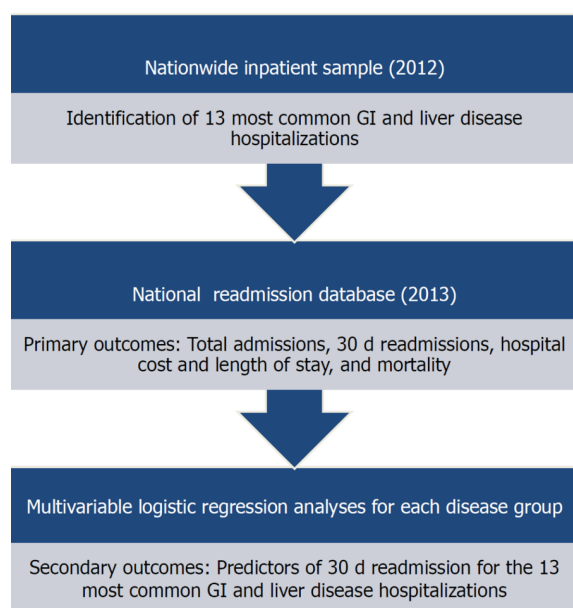 Nationwide inpatient sample (2012)
Identification of 13 most common GI and liver disease
hospitalizations
National readmission database (2013)
Primary outcomes: Total admissions, 30 d readmissions, hospital
cost and length of stay, and mortality
Multivariable logistic regression analyses for each disease group
Secondary outcomes: Predictors of 30 d readmission for the 13
most common GI and liver disease hospitalizations